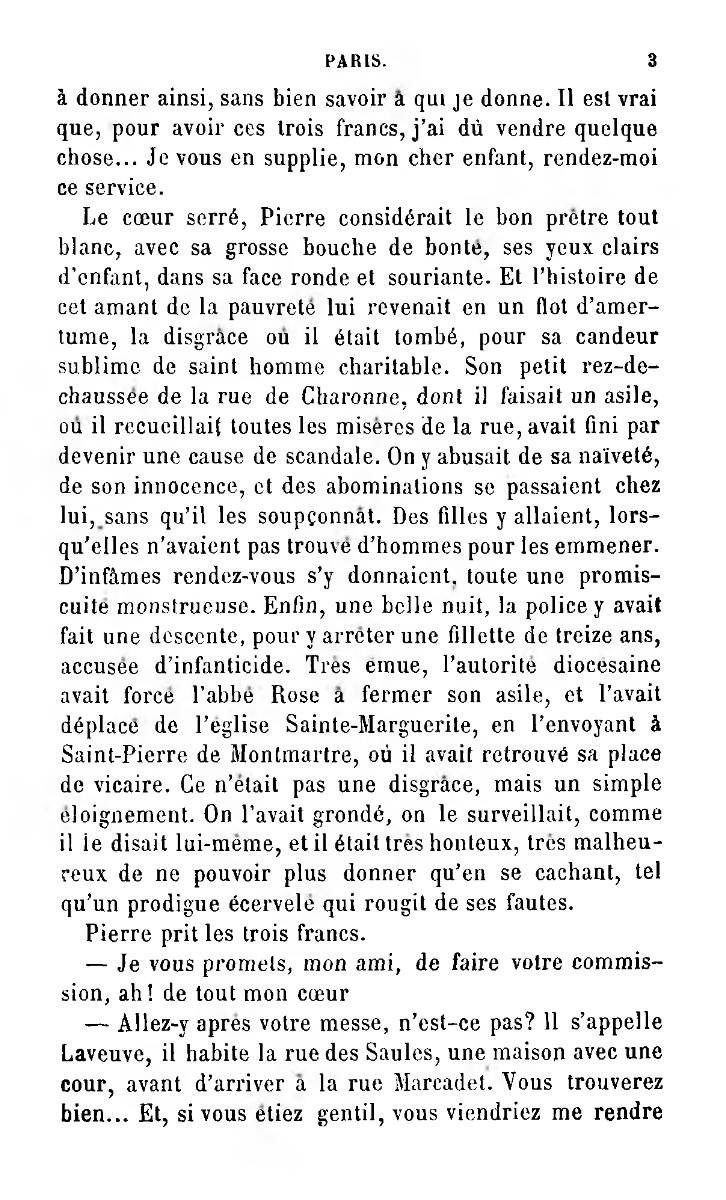 PARIS. 3
à donner ainsi, sans bien savoir à qui je donne. Il est vrai
que, pour avoir ces trois francs, j'ai dû vendre quelque
chose... Je vous en supplie, mon cher enfant, rendez-moi
ce service.
Le cœur serré, Pierre considérait le bon prêtre tout
blanc, avec sa grosse bouche de bonté, ses yeux clairs
d'enfant, dans sa face ronde et souriante. Et l'histoire de
cet amant de la pauvreté lui revenait en un flot d'amer-
tume, la disgrâce où il était tombé, pour sa candeur
sublime de saint homme charitable. Son petit rez-de-
chaussée de la rue de Charonne, dont il faisait un asile,
où il recueillait toutes les misères de la rue, avait fini par
devenir une cause de scandale. On y abusait de sa naïveté,
de son innocence, et des abominations se passaient chez
lui, sans qu'il les soupçonnât. Des filles y allaient, lors-
qu'elles n'avaient pas trouvé d'hommes pour les emmener.
D'infâmes rendez-vous s'y donnaient, toute une promis-
cuité monstrueuse. Enfin, une belle nuit, la police y avait
fait une descente, pour y arrêter une fillette de treize ans,
accusée d'infanticide. Très émue, l'autorité diocésaine
avait forcé l'abbé Rose à fermer son asile, et l'avait
déplacé de l'église Sainte-Marguerite, en l'envoyant à
Saint-Pierre de Montmartre, où il avait retrouvé sa place
de vicaire. Ce n'était pas une disgrâce, mais un simple
éloignement. On l'avait grondé, on le surveillait, comme
il le disait lui-même, et il était très honteux, très malheu-
reux de ne pouvoir plus donner qu'en se cachant, tel
qu'un prodigue écervelé qui rougit de ses fautes.
Pierre prit les trois francs.
— Je vous promets, mon ami, de faire votre commis-
sion, ah! de tout mon cœur
— Allez-y après votre messe, n'est-ce pas? Il s'appelle
Laveuve, il habite la rue des Saules, une maison avec une
cour, avant d'arriver à la rue Marcadet. Vous trouverez
bien... Et, si vous étiez gentil, vous viendriez me rendre